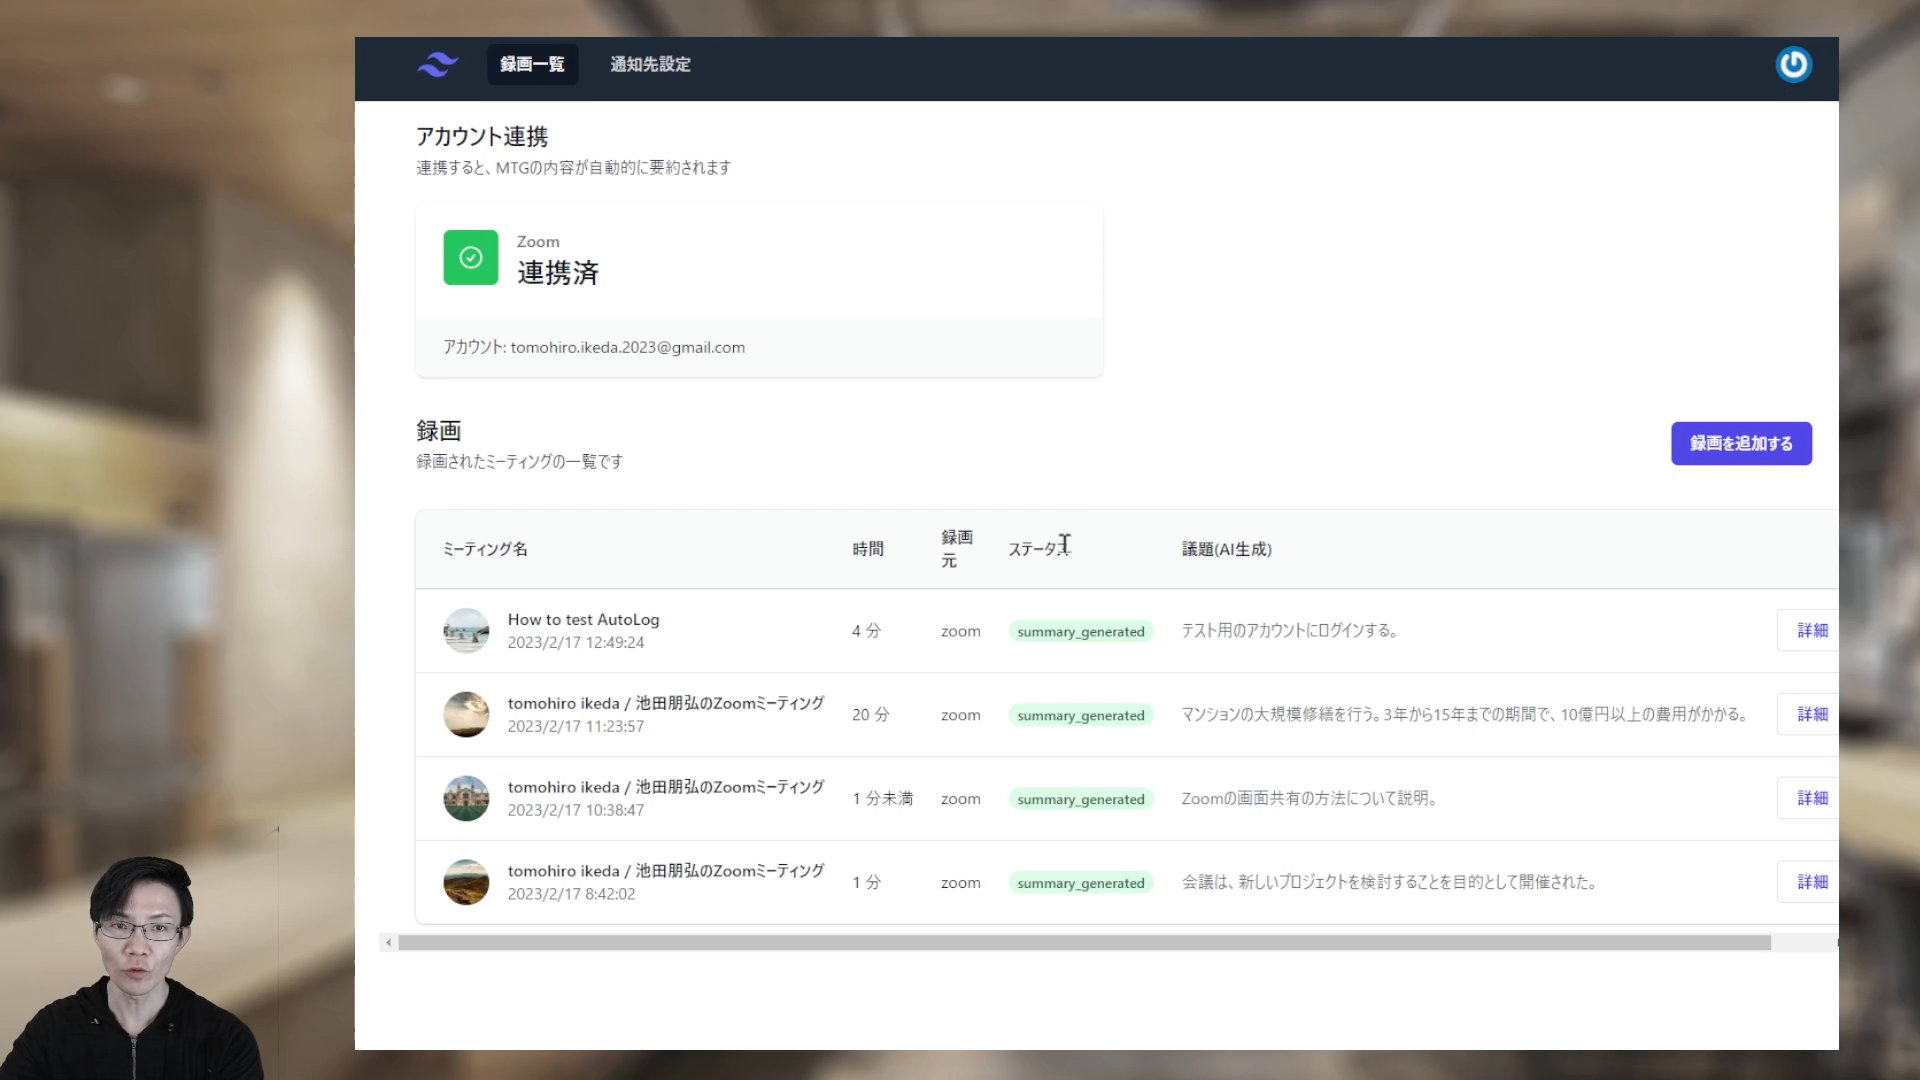 録画一覧 通知先設定
アカウント連携
連携すると、MTGの内容が自動的に要約されます
Zoom
連携済
アカウント: tomohiro.ikeda.2023@gmail.com
録画
録画されたミーティングの一覧です
録画を追加する
ミーティング名 時間 録画元 ステータス 議題(AI生成)
How to test AutoLog
2023/2/17 12:49:24
4 分 zoom summary_generated テスト用のアカウントにログインする。 詳細
tomohiro ikeda / 池田朋弘のZoomミーティング
2023/2/17 11:23:57
20 分 zoom summary_generated マンションの大規模修繕を行う。3年から15年までの期間で、10億円以上の費用がかかる。 詳細
tomohiro ikeda / 池田朋弘のZoomミーティング
2023/2/17 10:38:47
1 分未満 zoom summary_generated Zoomの画面共有の方法について説明。 詳細
tomohiro ikeda / 池田朋弘のZoomミーティング
2023/2/17 8:42:02
1 分 zoom summary_generated 会議は、新しいプロジェクトを検討することを目的として開催された。 詳細